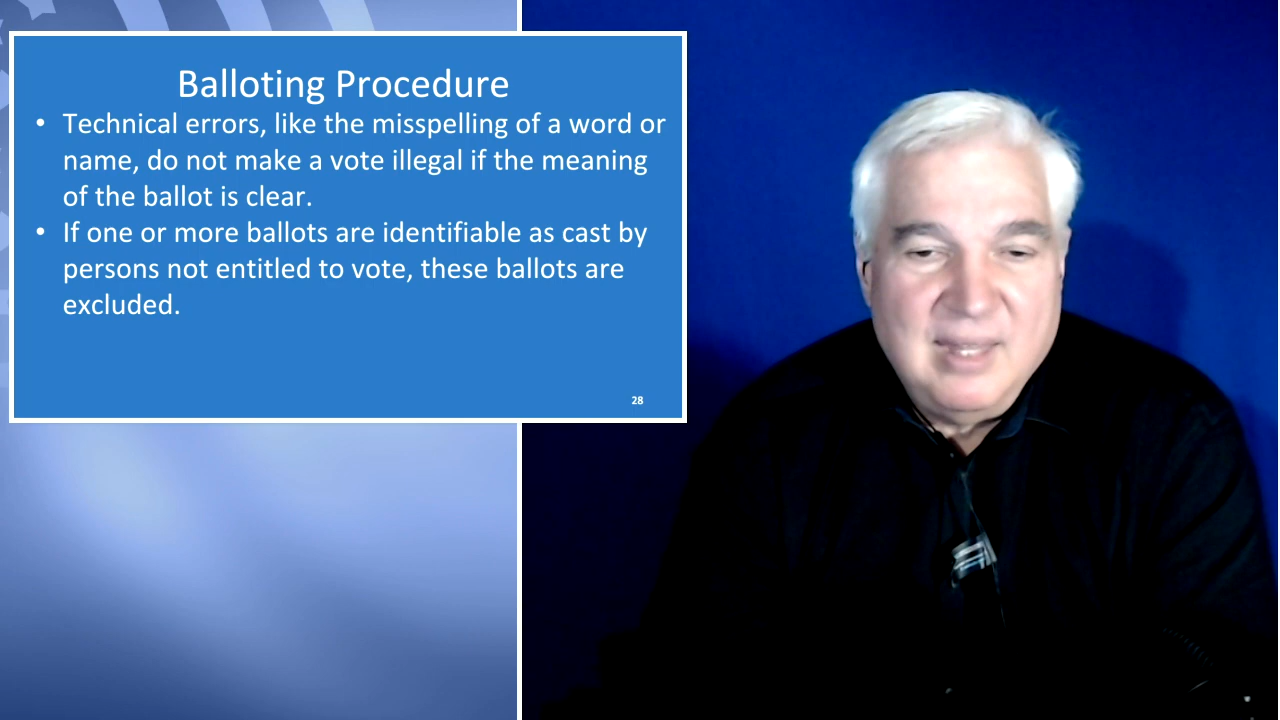 Balloting Procedure
• Technical errors, like the misspelling of a word or
name, do not make a vote illegal if the meaning
of the ballot is clear.
• If one or more ballots are identifiable as cast by
persons not entitled to vote, these ballots are
excluded.
28